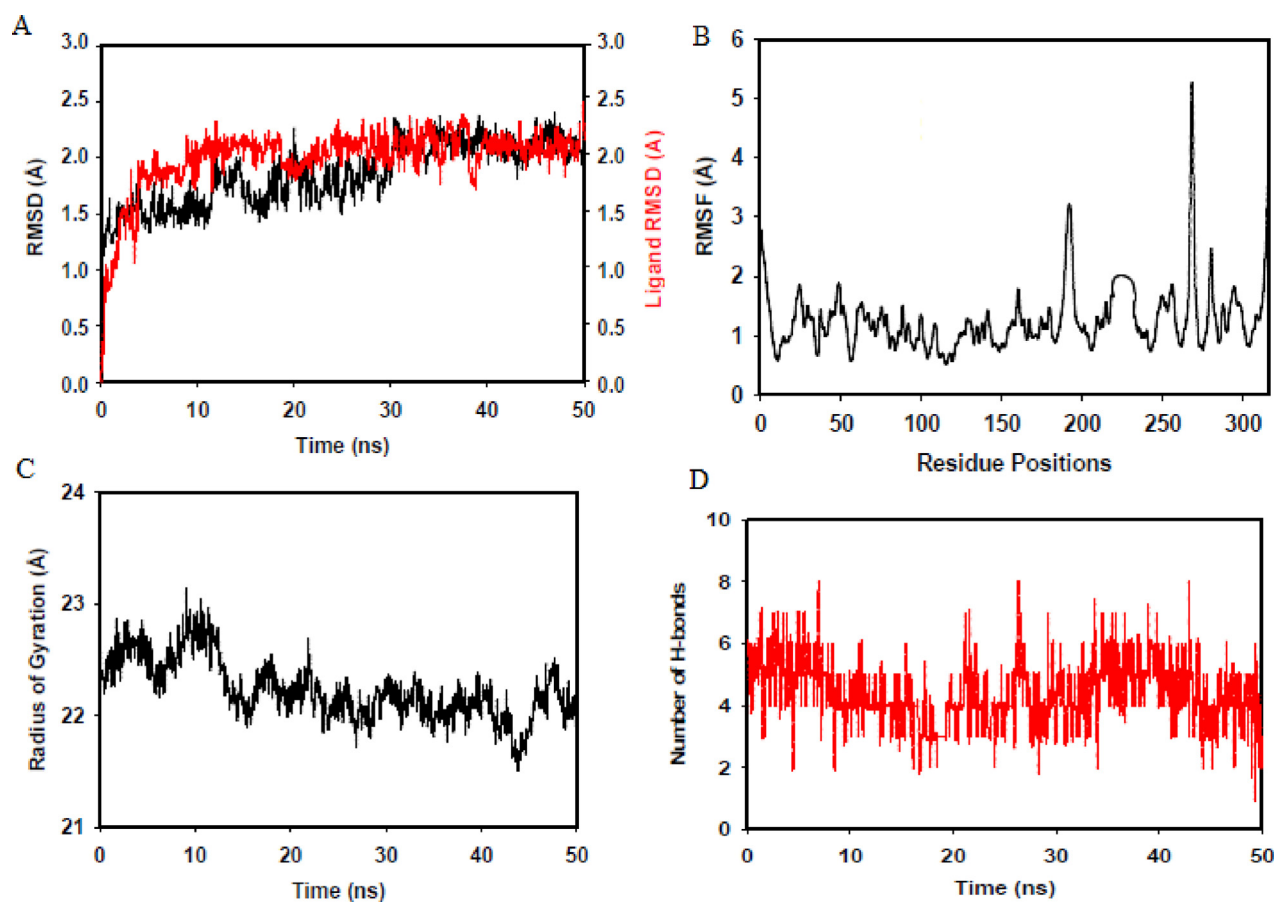 A
3.0
2.5
2.0
1.5
1.0
0.5
0.0
RMSD (Å)
3.0
2.5
2.0
1.5
1.0
0.5
0.0
Ligand RMSD (Å)
0 10 20 30 40 50
Time (ns)
B
6
5
4
3
2
1
0
RMSF (Å)
0 50 100 150 200 250 300
Residue Positions
C
24
23
22
21
Radius of Gyration (Å)
0 10 20 30 40 50
Time (ns)
D
10
8
6
4
2
0
Number of H-bonds
0 10 20 30 40 50
Time (ns)